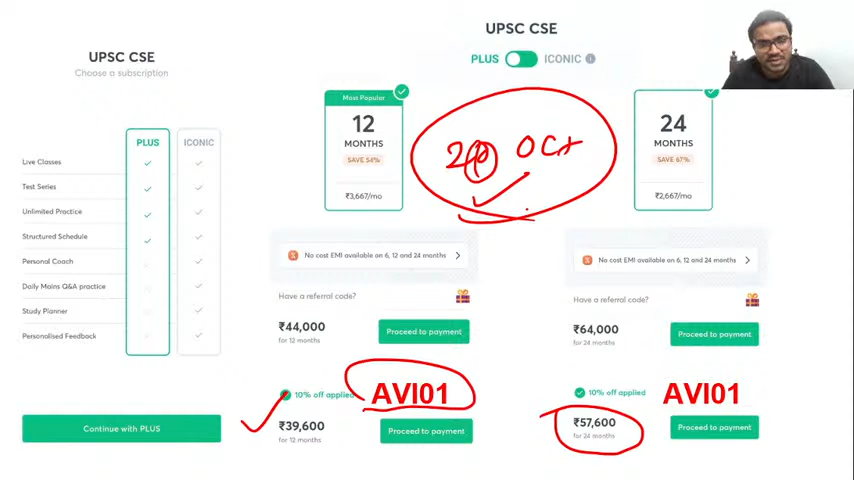 UPSC CSE
Choose a subscription
PLUS
ICONIC
Live Classes
Test Series
Unlimited Practice
Structured Schedule
Personal Coach
Daily Mains Q&A practice
Study Planner
Personalised Feedback
Continue with PLUS
UPSC CSE
PLUS ICONIC
Most Popular
12
MONTHS
SAVE 54%
₹3,667/mo
24
MONTHS
SAVE 67%
₹2,667/mo
OCT
No cost EMI available on 6, 12 and 24 months
Have a referral code?
₹44,000
for 12 months
Proceed to payment
10% off applied
AVI01
₹39,600
for 12 months
Proceed to payment
No cost EMI available on 6, 12 and 24 months
Have a referral code?
₹64,000
for 24 months
Proceed to payment
10% off applied
AVI01
₹57,600
for 24 months
Proceed to payment